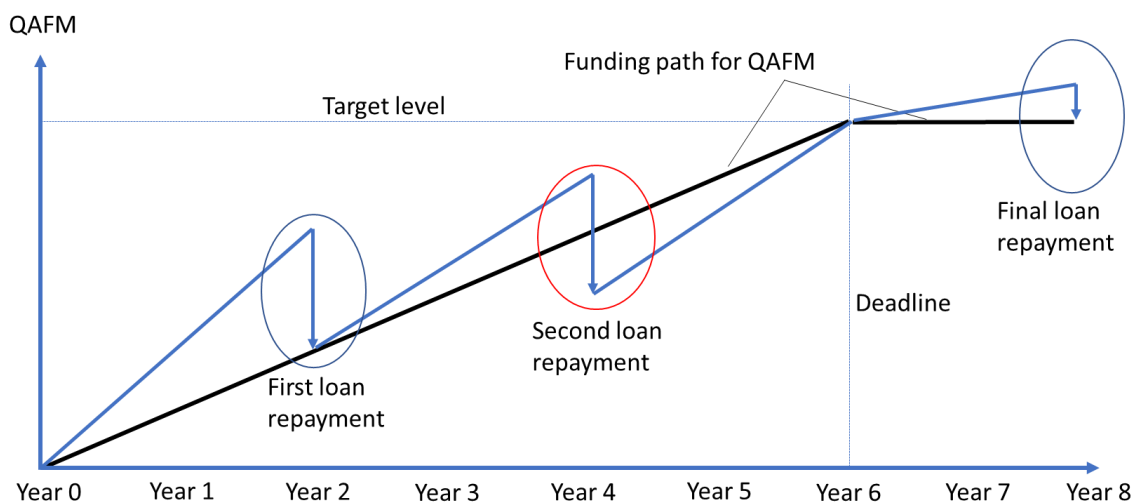 QAFM
Funding path for QAFM
Target level
Final loan
repayment
Deadline
Second loan
repayment
First loan
repayment
Year 0
Year 1
Year 2
Year 3
Year 4
Year 5
Year 6
Year 7
Year 8